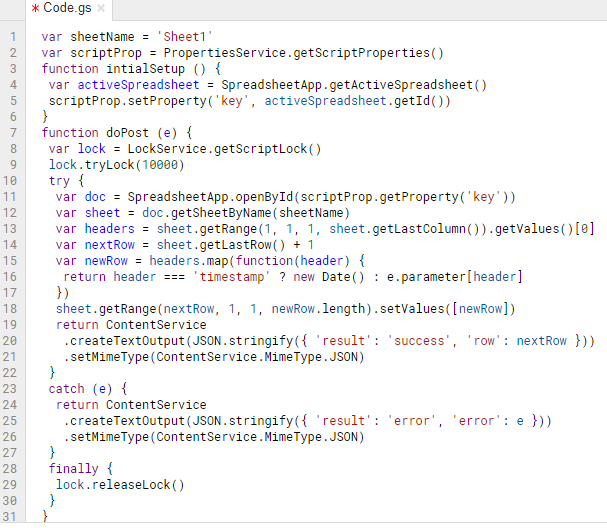 * Code.gs ×
1 var sheetName = 'Sheet1'
2 var scriptProp = PropertiesService.getScriptProperties()
3 function intialSetup () {
4 var activeSpreadsheet = SpreadsheetApp.getActiveSpreadsheet()
5 scriptProp.setProperty('key', activeSpreadsheet.getId())
6 }
7 function doPost (e) {
8 var lock = LockService.getScriptLock()
9 lock.tryLock(10000)
10 try {
11 var doc = SpreadsheetApp.openById(scriptProp.getProperty('key'))
12 var sheet = doc.getSheetByName(sheetName)
13 var headers = sheet.getRange(1, 1, 1, sheet.getLastColumn()).getValues()[0]
14 var nextRow = sheet.getLastRow() + 1
15 var newRow = headers.map(function(header) {
16 return header === 'timestamp' ? new Date() : e.parameter[header]
17 })
18 sheet.getRange(nextRow, 1, 1, newRow.length).setValues([newRow])
19 return ContentService
20 .createTextOutput(JSON.stringify({ 'result': 'success', 'row': nextRow }))
21 .setMimeType(ContentService.MimeType.JSON)
22 }
23 catch (e) {
24 return ContentService
25 .createTextOutput(JSON.stringify({ 'result': 'error', 'error': e }))
26 .setMimeType(ContentService.MimeType.JSON)
27 }
28 finally {
29 lock.releaseLock()
30 }
31 }